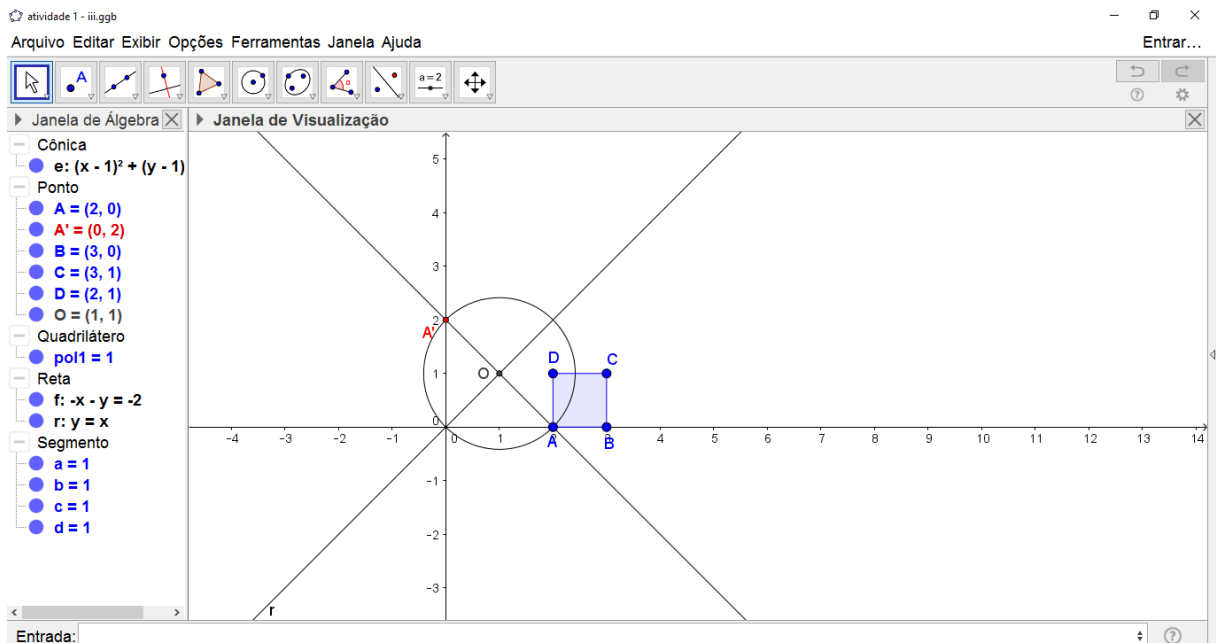 atividade 1 - iii.ggb
Arquivo Editar Exibir Opções Ferramentas Janela Ajuda
Entrar...
A
α
a = 2
Janela de Álgebra
Janela de Visualização
Cônica
e: (x - 1)² + (y - 1)
Ponto
A = (2, 0)
A' = (0, 2)
B = (3, 0)
C = (3, 1)
D = (2, 1)
O = (1, 1)
Quadrilátero
pol1 = 1
Reta
f: -x - y = -2
r: y = x
Segmento
a = 1
b = 1
c = 1
d = 1
5
4
3
2
A'
D
C
O
1
0
-4 -3 -2 -1 0 1 2 3 4 5 6 7 8 9 10 11 12 13 14
A
B
-1
-2
-3
r
Entrada: